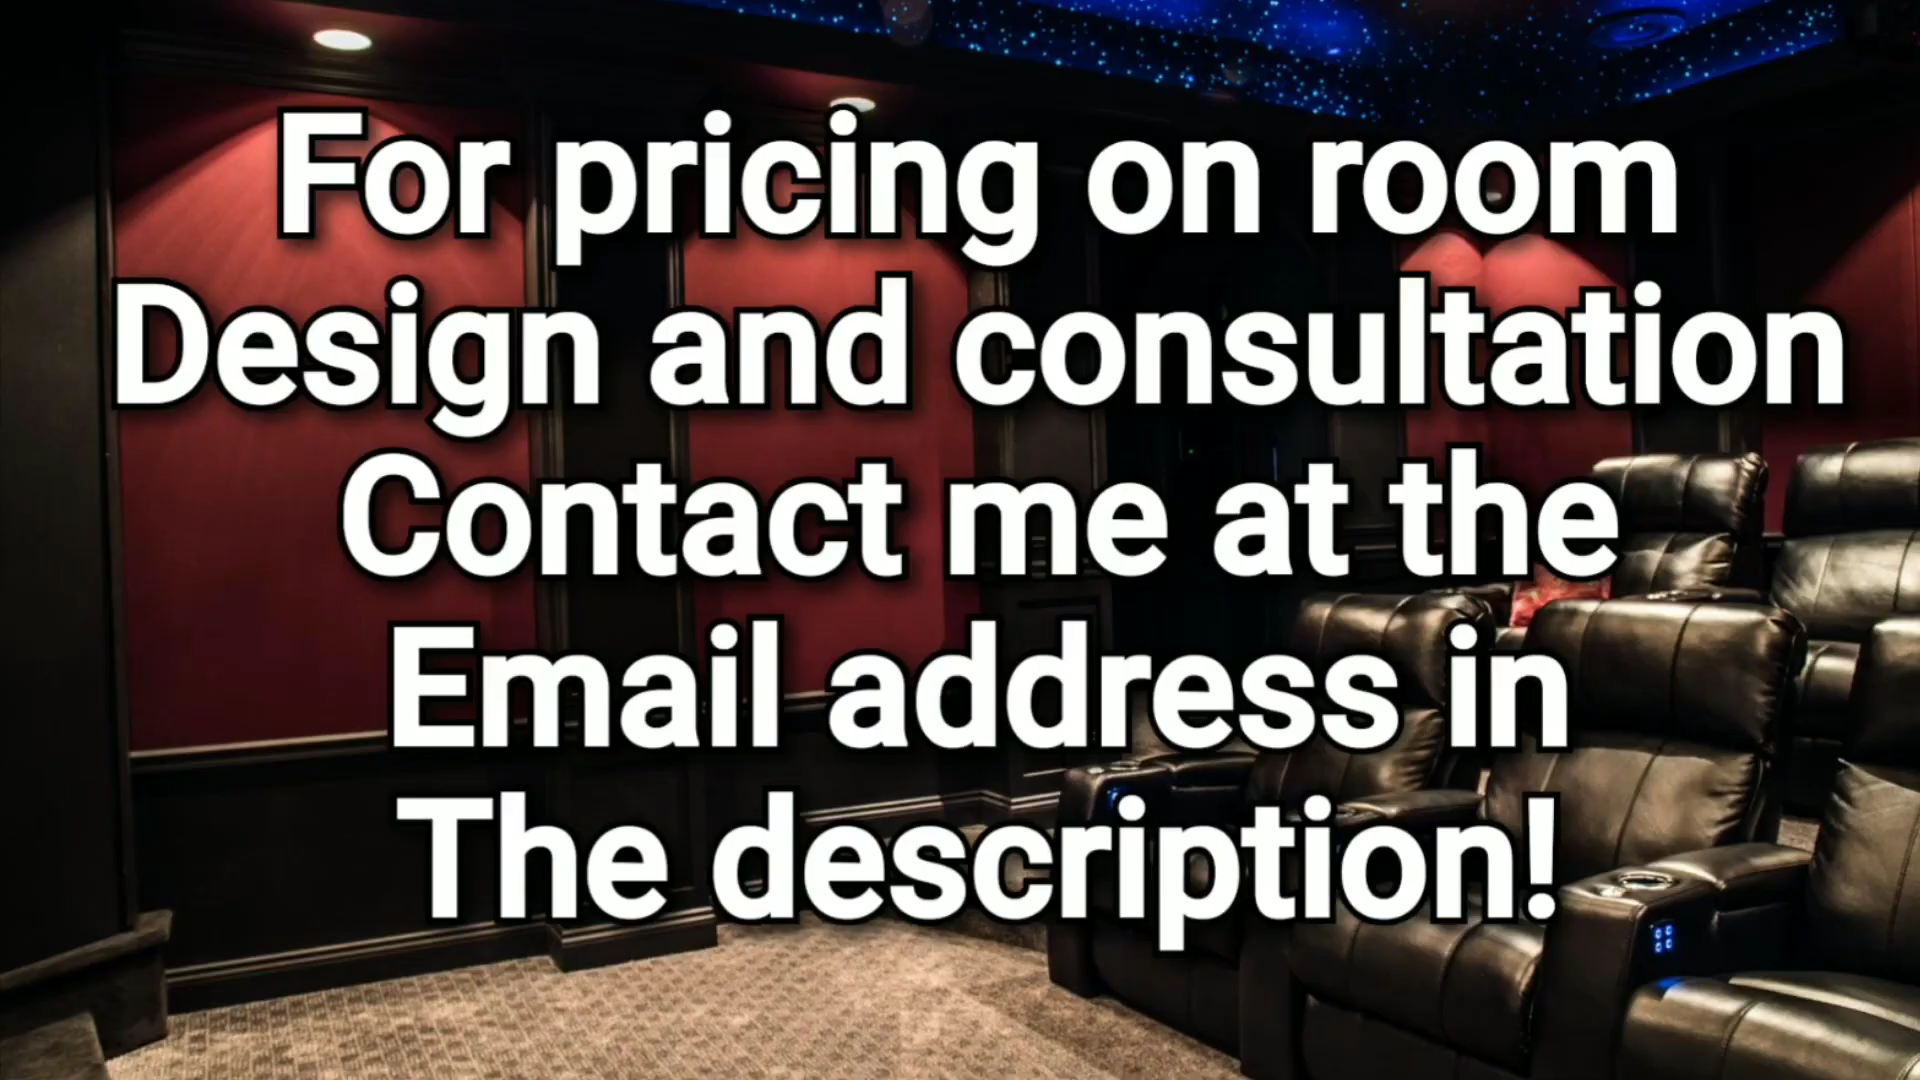 For pricing on room
Design and consultation
Contact me at the
Email address in
The description!